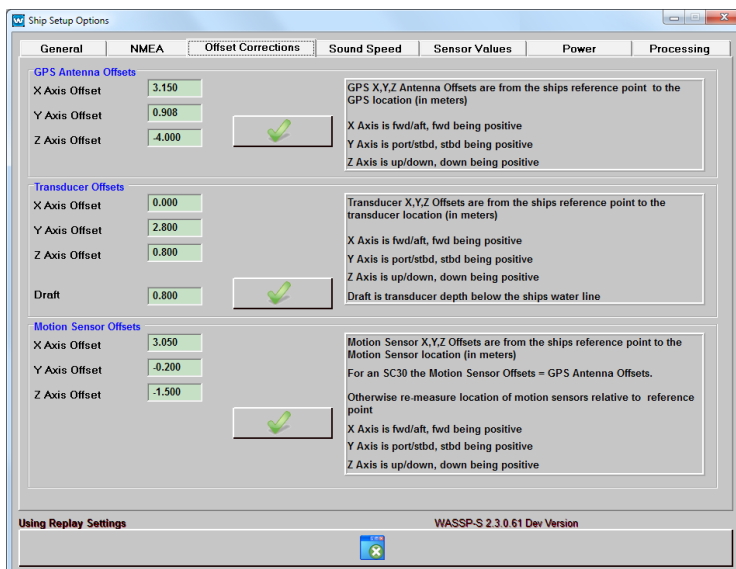 Ship Setup Options
General NMEA Offset Corrections Sound Speed Sensor Values Power Processing
GPS Antenna Offsets
X Axis Offset 3.150
Y Axis Offset 0.908
Z Axis Offset -4.000
GPS X,Y,Z Antenna Offsets are from the ships reference point to the
GPS location (in meters)
X Axis is fwd/aft, fwd being positive
Y Axis is port/stbd, stbd being positive
Z Axis is up/down, down being positive
Transducer Offsets
X Axis Offset 0.000
Y Axis Offset 2.800
Z Axis Offset 0.800
Draft 0.800
Transducer X,Y,Z Offsets are from the ships reference point to the
transducer location (in meters)
X Axis is fwd/aft, fwd being positive
Y Axis is port/stbd, stbd being positive
Z Axis is up/down, down being positive
Draft is transducer depth below the ships water line
Motion Sensor Offsets
X Axis Offset 3.050
Y Axis Offset -0.200
Z Axis Offset -1.500
Motion Sensor X,Y,Z Offsets are from the ships reference point to the
Motion Sensor location (in meters)
For an SC30 the Motion Sensor Offsets = GPS Antenna Offsets.
Otherwise re-measure location of motion sensors relative to reference
point
X Axis is fwd/aft, fwd being positive
Y Axis is port/stbd, stbd being positive
Z Axis is up/down, down being positive
Using Replay Settings WASSP-S 2.3.0.61 Dev Version